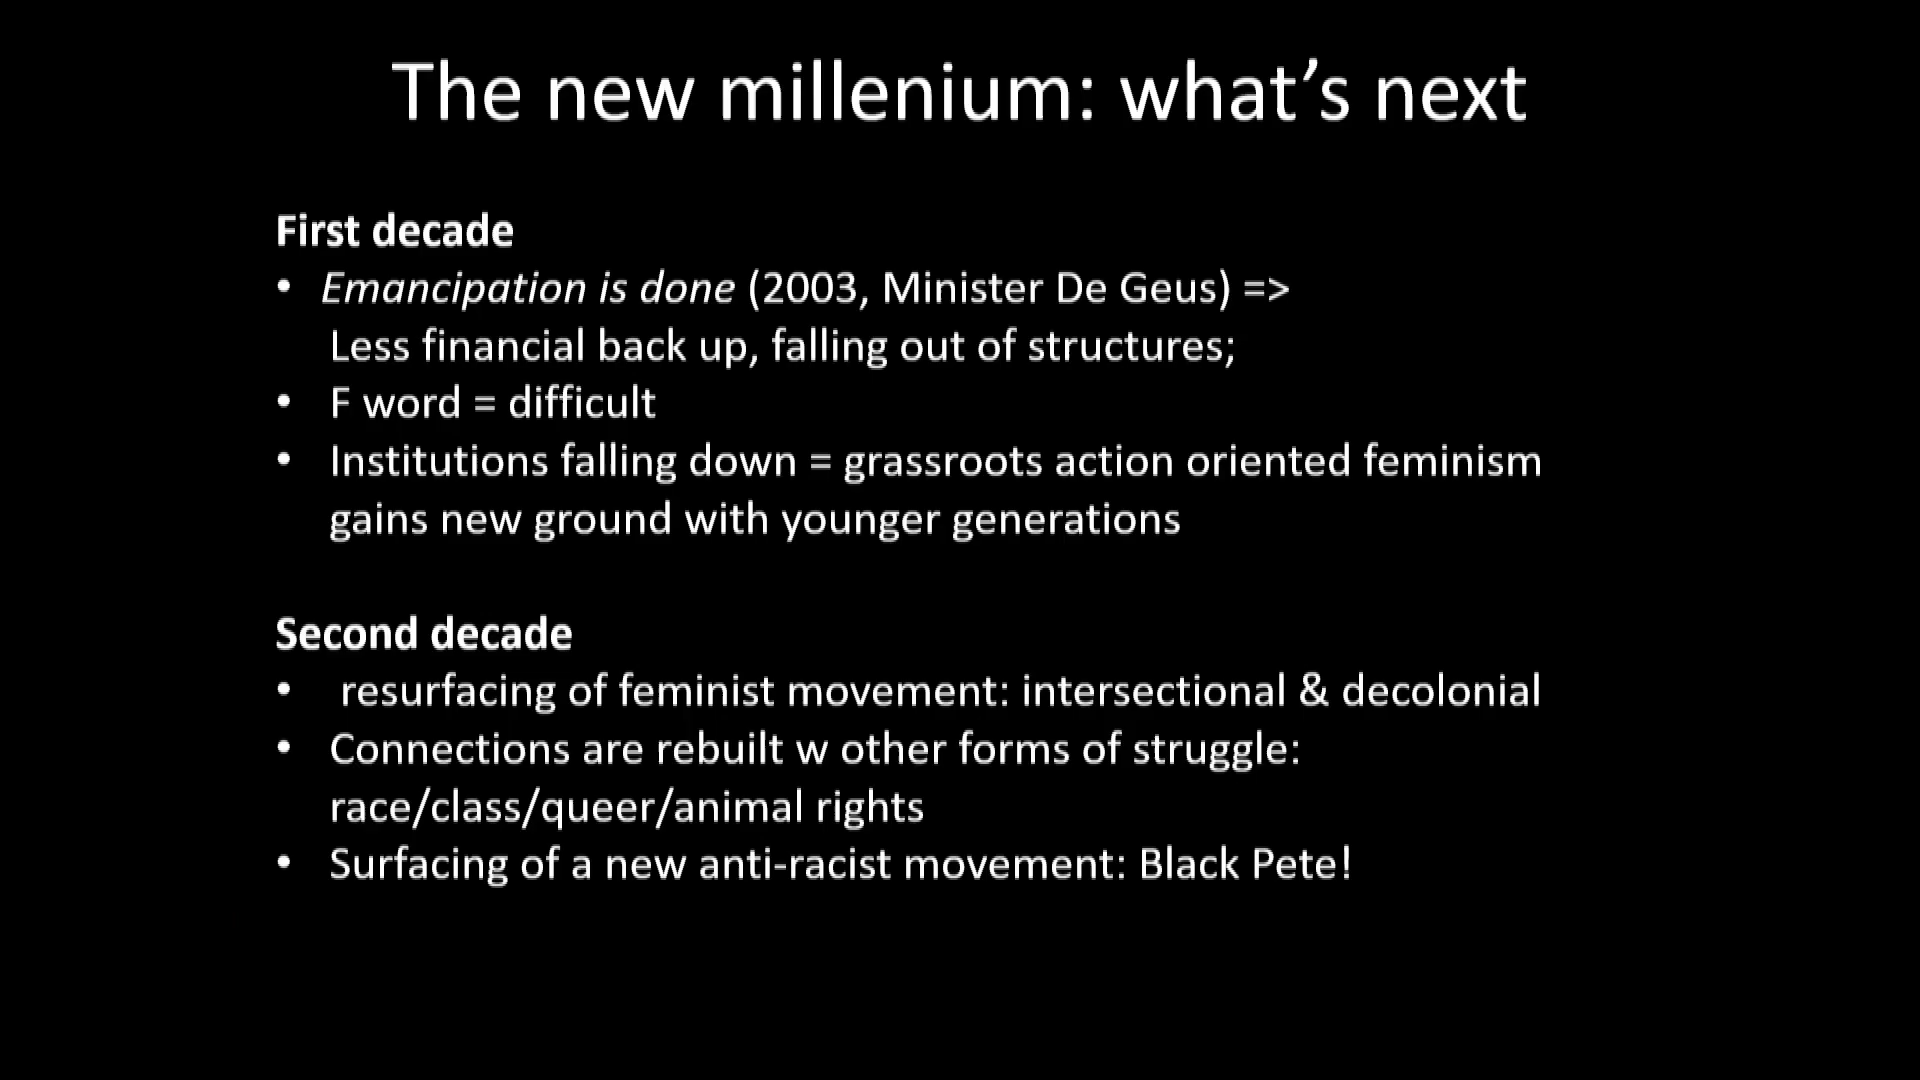 The new millenium: what’s next
First decade
• Emancipation is done (2003, Minister De Geus) =>
Less financial back up, falling out of structures;
• F word = difficult
• Institutions falling down = grassroots action oriented feminism
gains new ground with younger generations
Second decade
• resurfacing of feminist movement: intersectional & decolonial
• Connections are rebuilt w other forms of struggle:
race/class/queer/animal rights
• Surfacing of a new anti-racist movement: Black Pete!